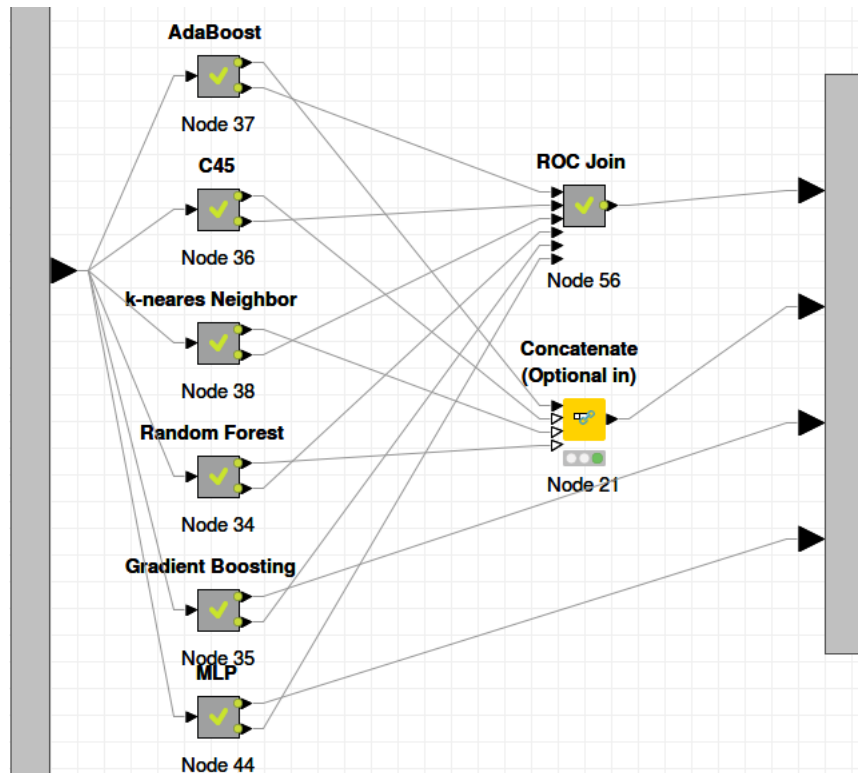 AdaBoost
Node 37
C45
Node 36
k-neares Neighbor
Node 38
Random Forest
Node 34
Gradient Boosting
Node 35
MLP
Node 44
ROC Join
Node 56
Concatenate
(Optional in)
Node 21